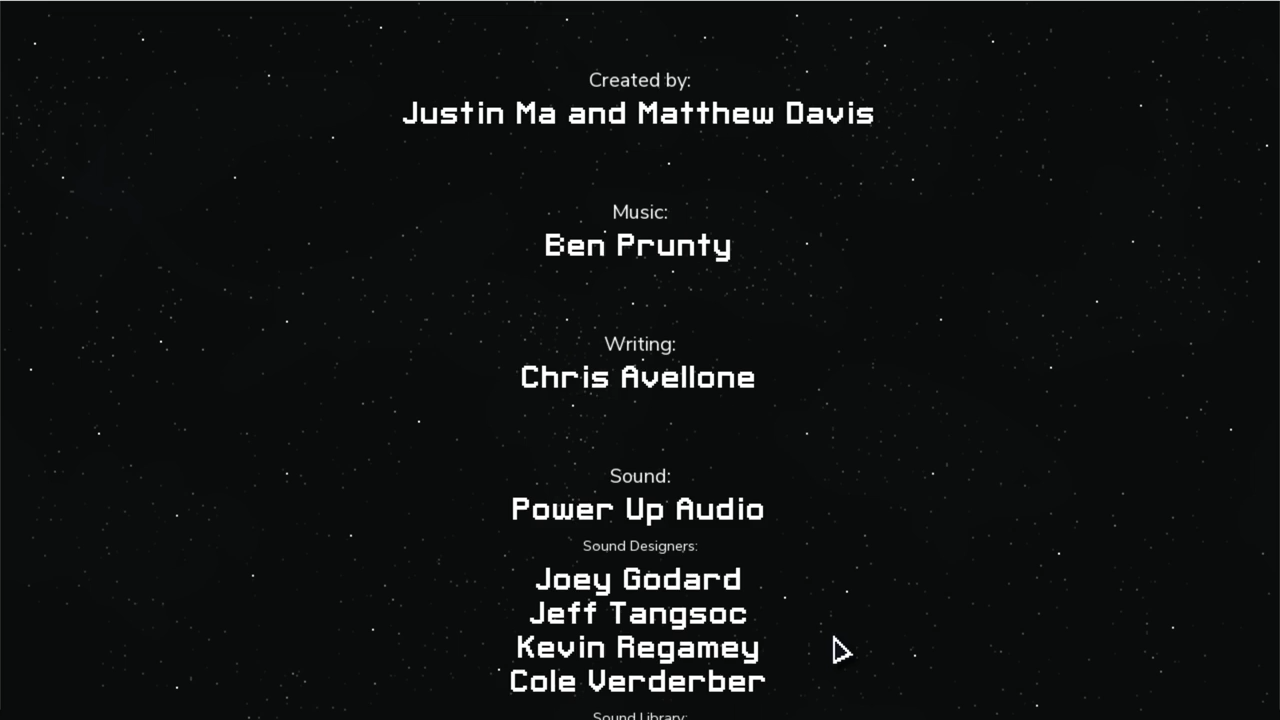 Created by:
Justin Ma and Matthew Davis
Music:
Ben Prunty
Writing:
Chris Avellone
Sound:
Power Up Audio
Sound Designers:
Joey Godard
Jeff Tangsoc
Kevin Regamey
Cole Verderber
Sound Library: